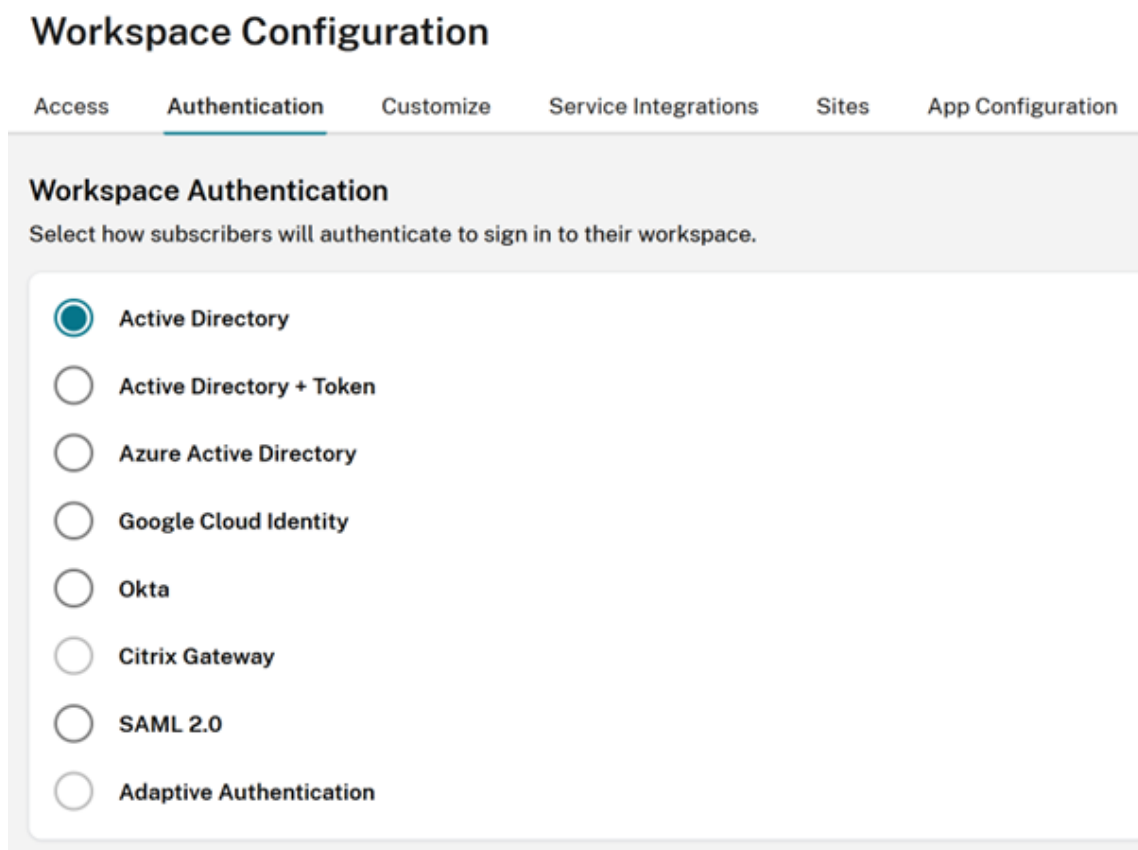 Workspace Configuration
Access Authentication Customize Service Integrations Sites App Configuration
Workspace Authentication
Select how subscribers will authenticate to sign in to their workspace.
Active Directory
Active Directory + Token
Azure Active Directory
Google Cloud Identity
Okta
Citrix Gateway
SAML 2.0
Adaptive Authentication